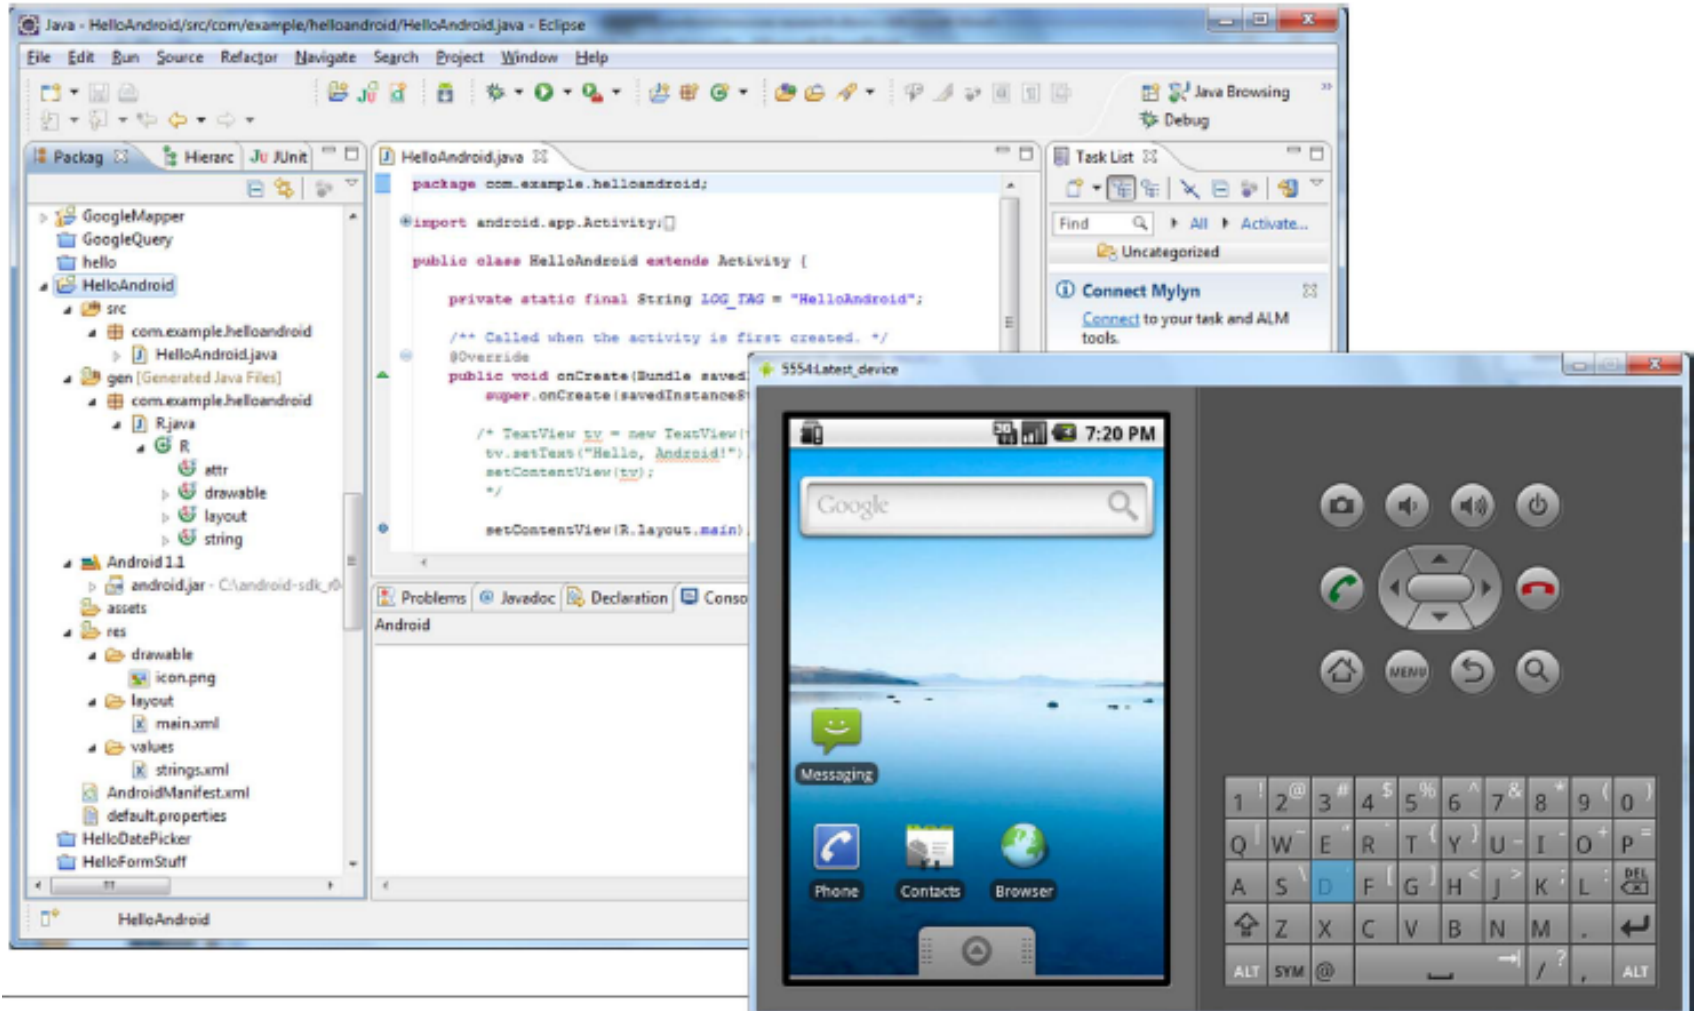 Java - HelloAndroid/src/com/example/helloandroid/HelloAndroid.java - Eclipse
File Edit Run Source Refactor Navigate Search Project Window Help
Java Browsing
Debug
Packag
Hierarc
JUnit
GoogleMapper
GoogleQuery
hello
HelloAndroid
src
com.example.helloandroid
HelloAndroid.java
gen [Generated Java Files]
com.example.helloandroid
R.java
R
attr
drawable
layout
string
Android 1.1
android.jar - C:\android-sdk_r0
assets
res
drawable
icon.png
layout
main.xml
values
strings.xml
AndroidManifest.xml
default.properties
HelloDatePicker
HelloFormStuff
HelloAndroid
HelloAndroid.java
package com.example.helloandroid;
import android.app.Activity;
public class HelloAndroid extends Activity {
private static final String LOG_TAG = "HelloAndroid";
/** Called when the activity is first created. */
@Override
public void onCreate(Bundle savedI
super.onCreate(savedInstanceSt
/* TextView tv = new TextView(t
tv.setText("Hello, Android!")
setContentView(tv);
*/
setContentView(R.layout.main)
Problems @ Javadoc Declaration Conso
Android
Task List
Find All Activate...
Uncategorized
Connect Mylyn
Connect to your task and ALM
tools.
5554:Latest_device
3G 7:20 PM
Google
Messaging
Phone Contacts Browser
MENU
1 ! 2 @ 3 # 4 $ 5 % 6 ^ 7 & 8 * 9 ( 0 )
Q | W ~ E " R ` T { Y } U _ I - O + P =
A S \ D ' F [ G ] H < J > K ; L : DEL
Z X C V B N M .
ALT SYM @ / ? , ALT